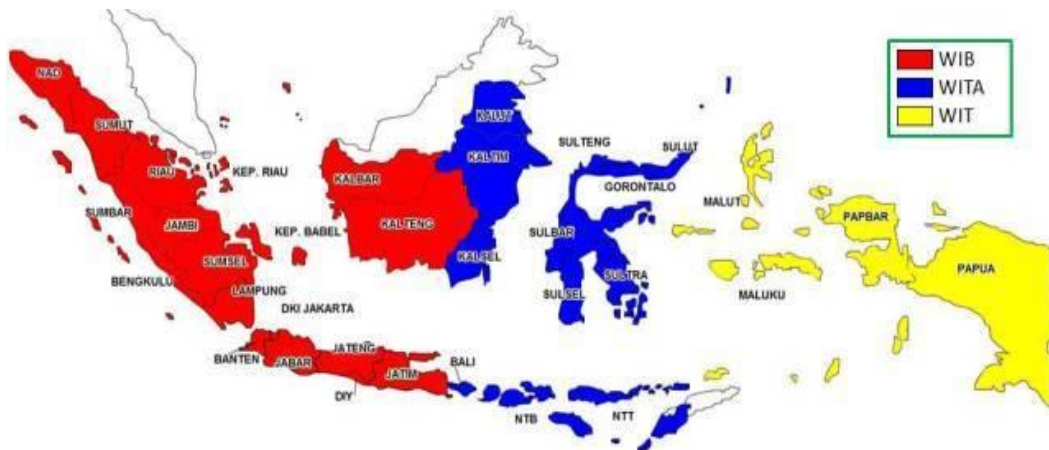 WIB
WITA
WIT
NAD
SUMUT
RIAU
KEP. RIAU
SUMBAR
JAMBI
KEP. BABEL
SUMSEL
BENGKULU
LAMPUNG
DKI JAKARTA
BANTEN
JABAR
JATENG
DIY
JATIM
BALI
KALBAR
KALTENG
KALUT
KALTIM
KALSEL
SULTENG
SULUT
GORONTALO
SULBAR
SULTRA
SULSEL
NTB
NTT
MALUT
MALUKU
PAPBAR
PAPUA